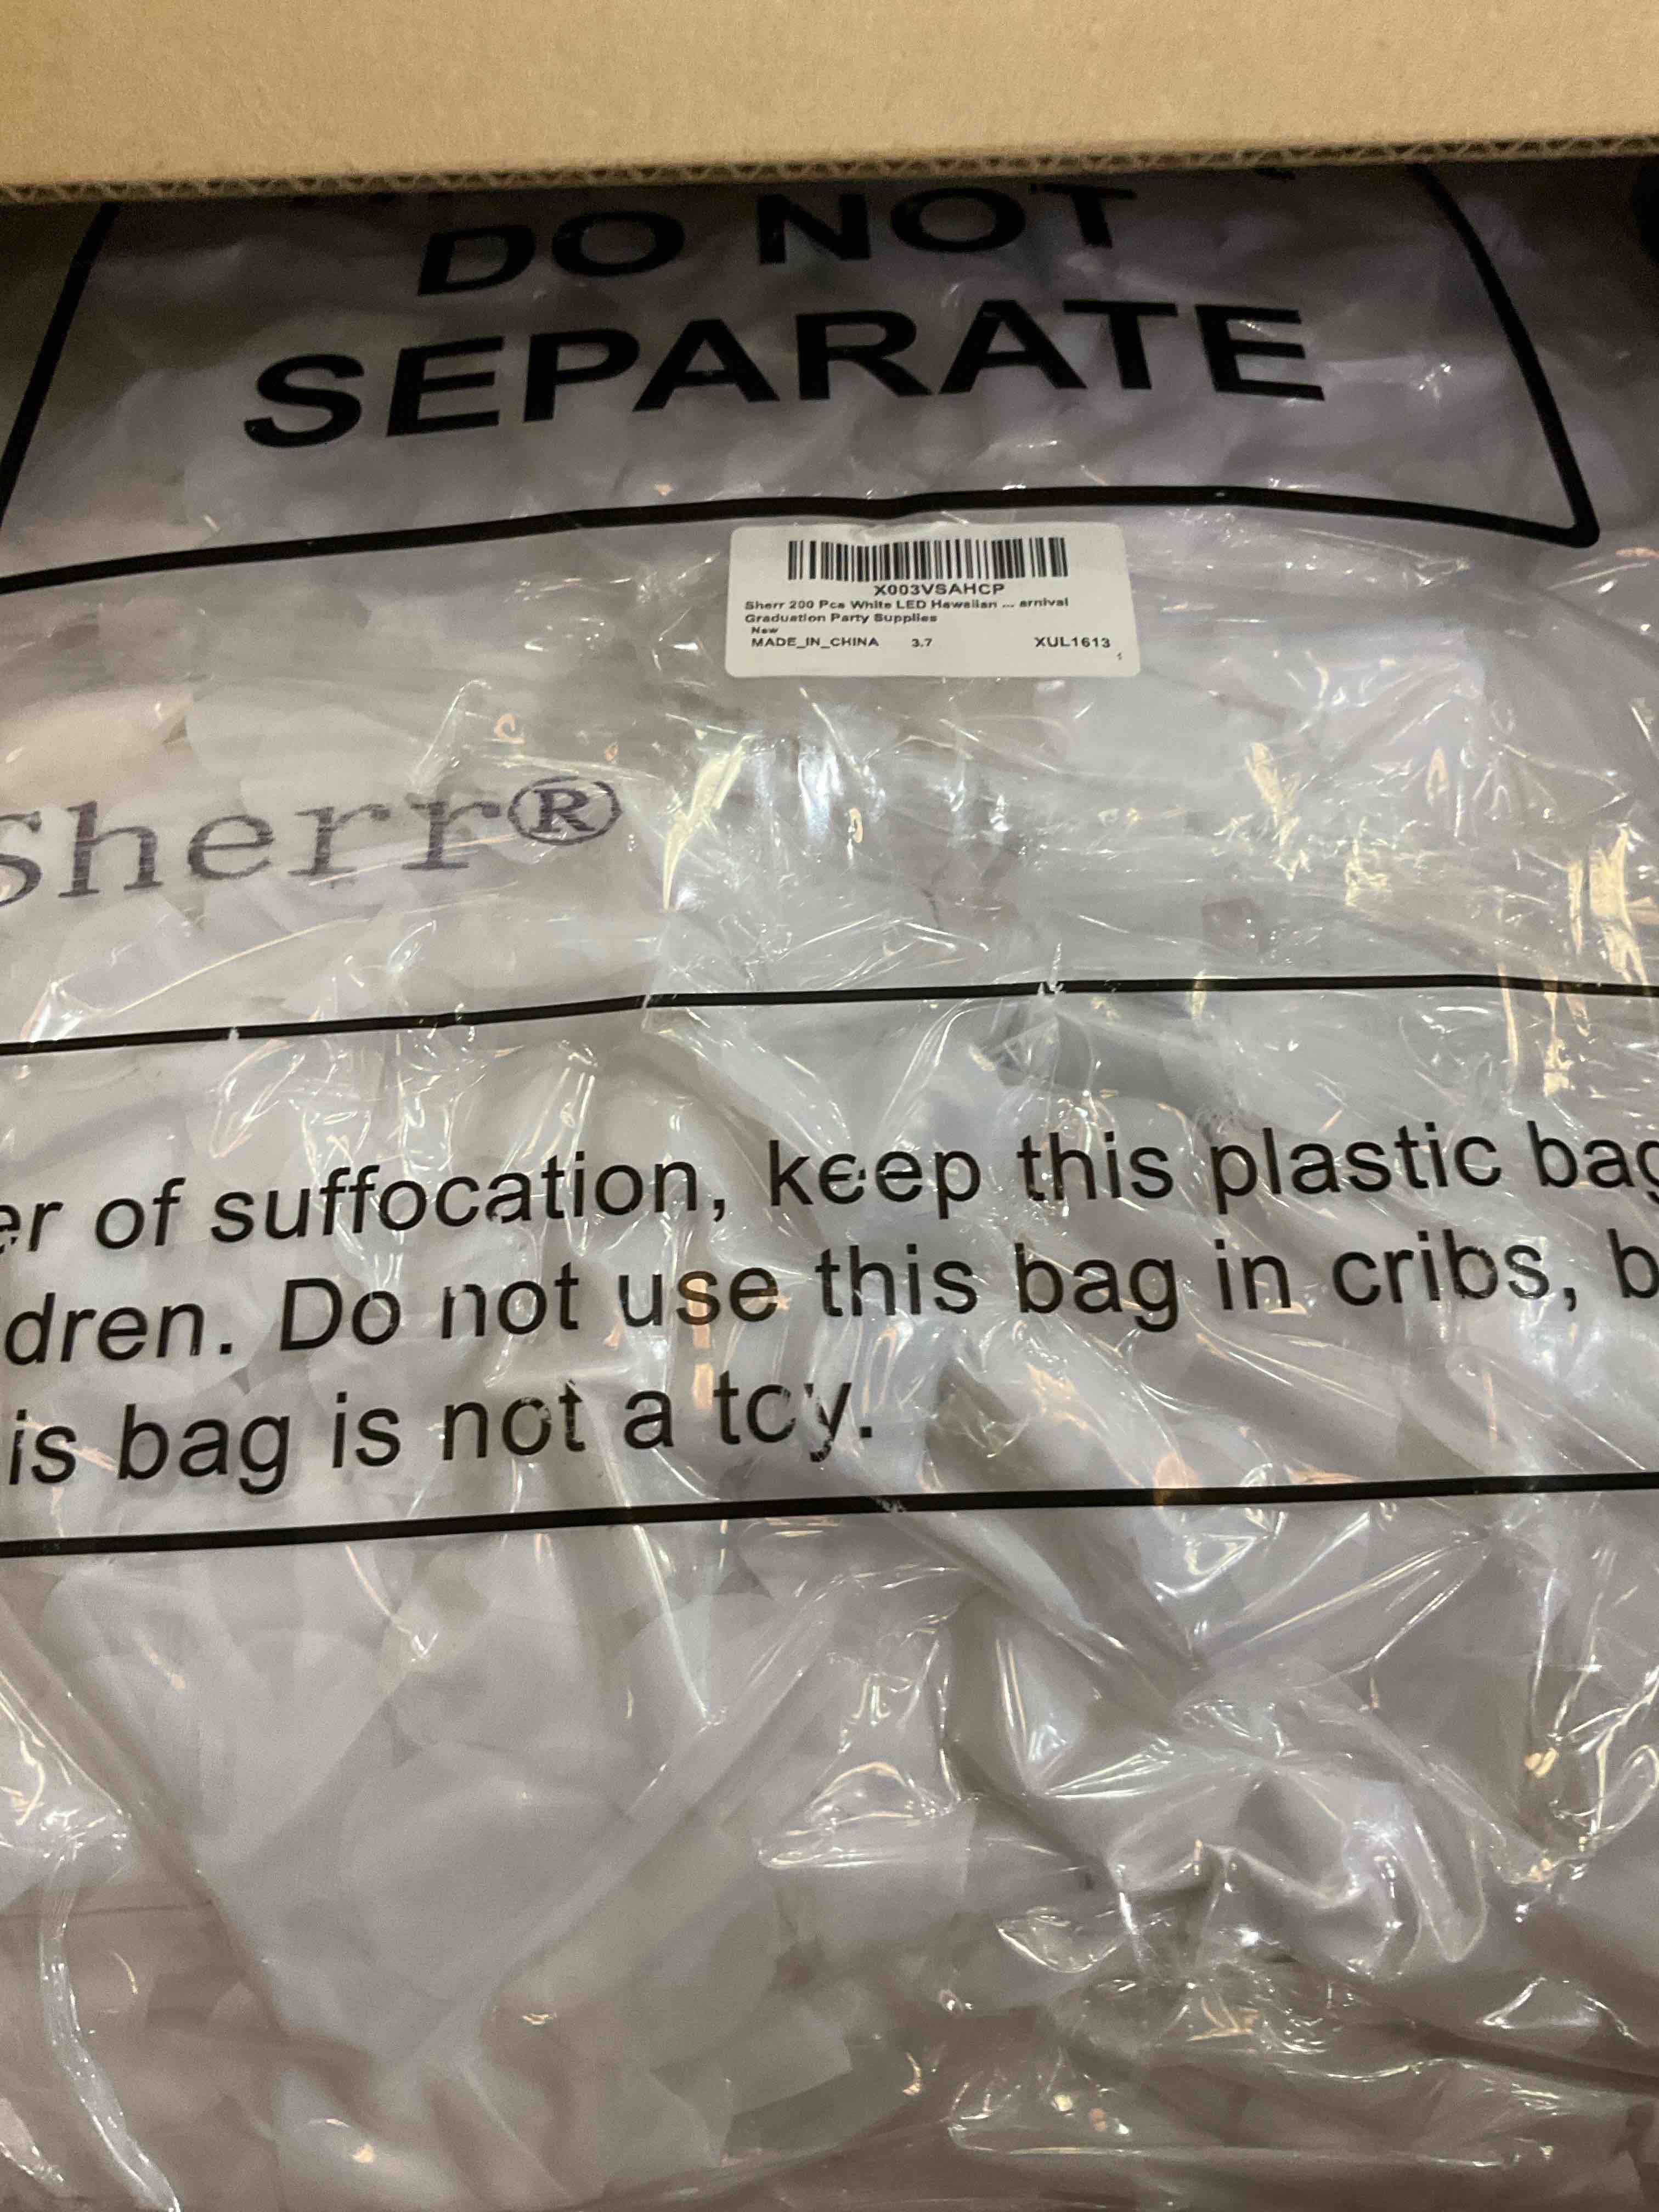 DO NOT
SEPARATE
X003VSAHCP
Sherr 200 Pcs White LED Hawaiian ... arnival
Graduation Party Supplies
New
MADE_IN_CHINA 3.7 XUL1613
Sherr®
er of suffocation, keep this plastic bag
dren. Do not use this bag in cribs, b
is bag is not a toy.